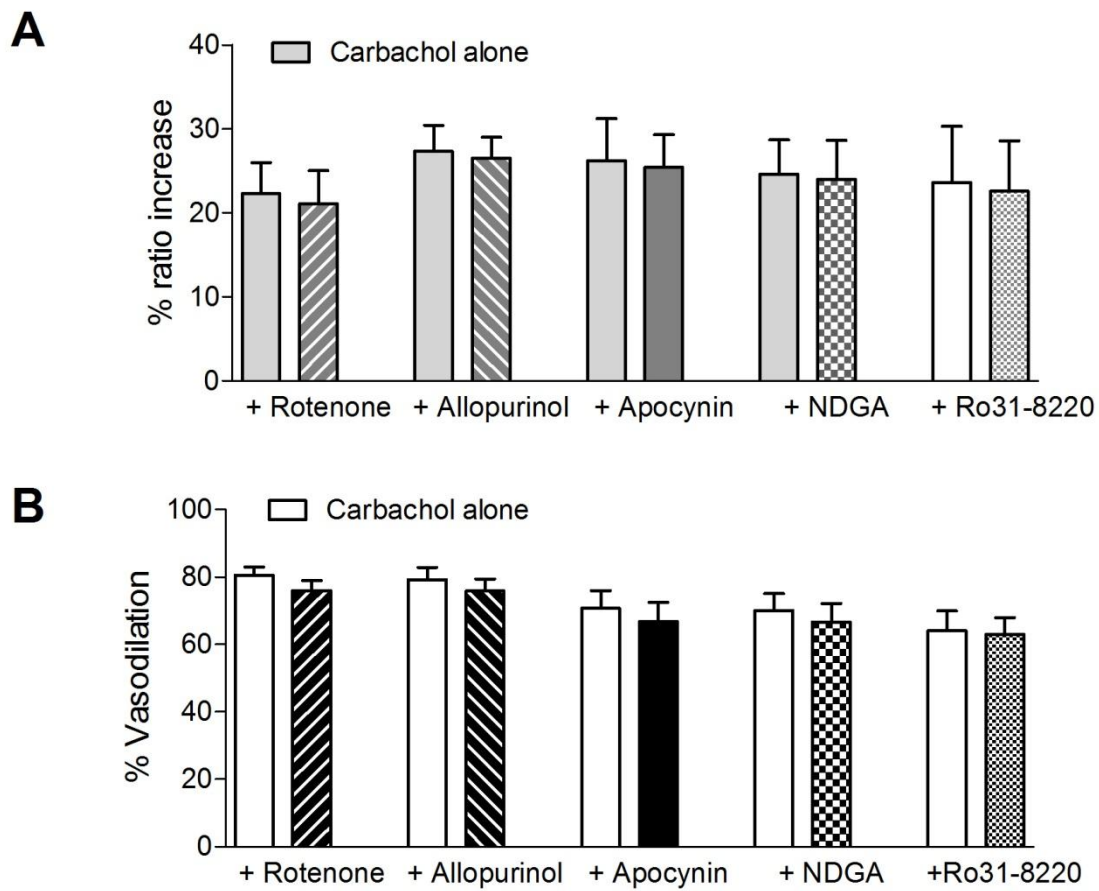 A
Carbachol alone
40
30
20
10
0
% ratio increase
+ Rotenone + Allopurinol + Apocynin + NDGA + Ro31-8220
B
Carbachol alone
100
80
60
40
20
0
% Vasodilation
+ Rotenone + Allopurinol + Apocynin + NDGA +Ro31-8220